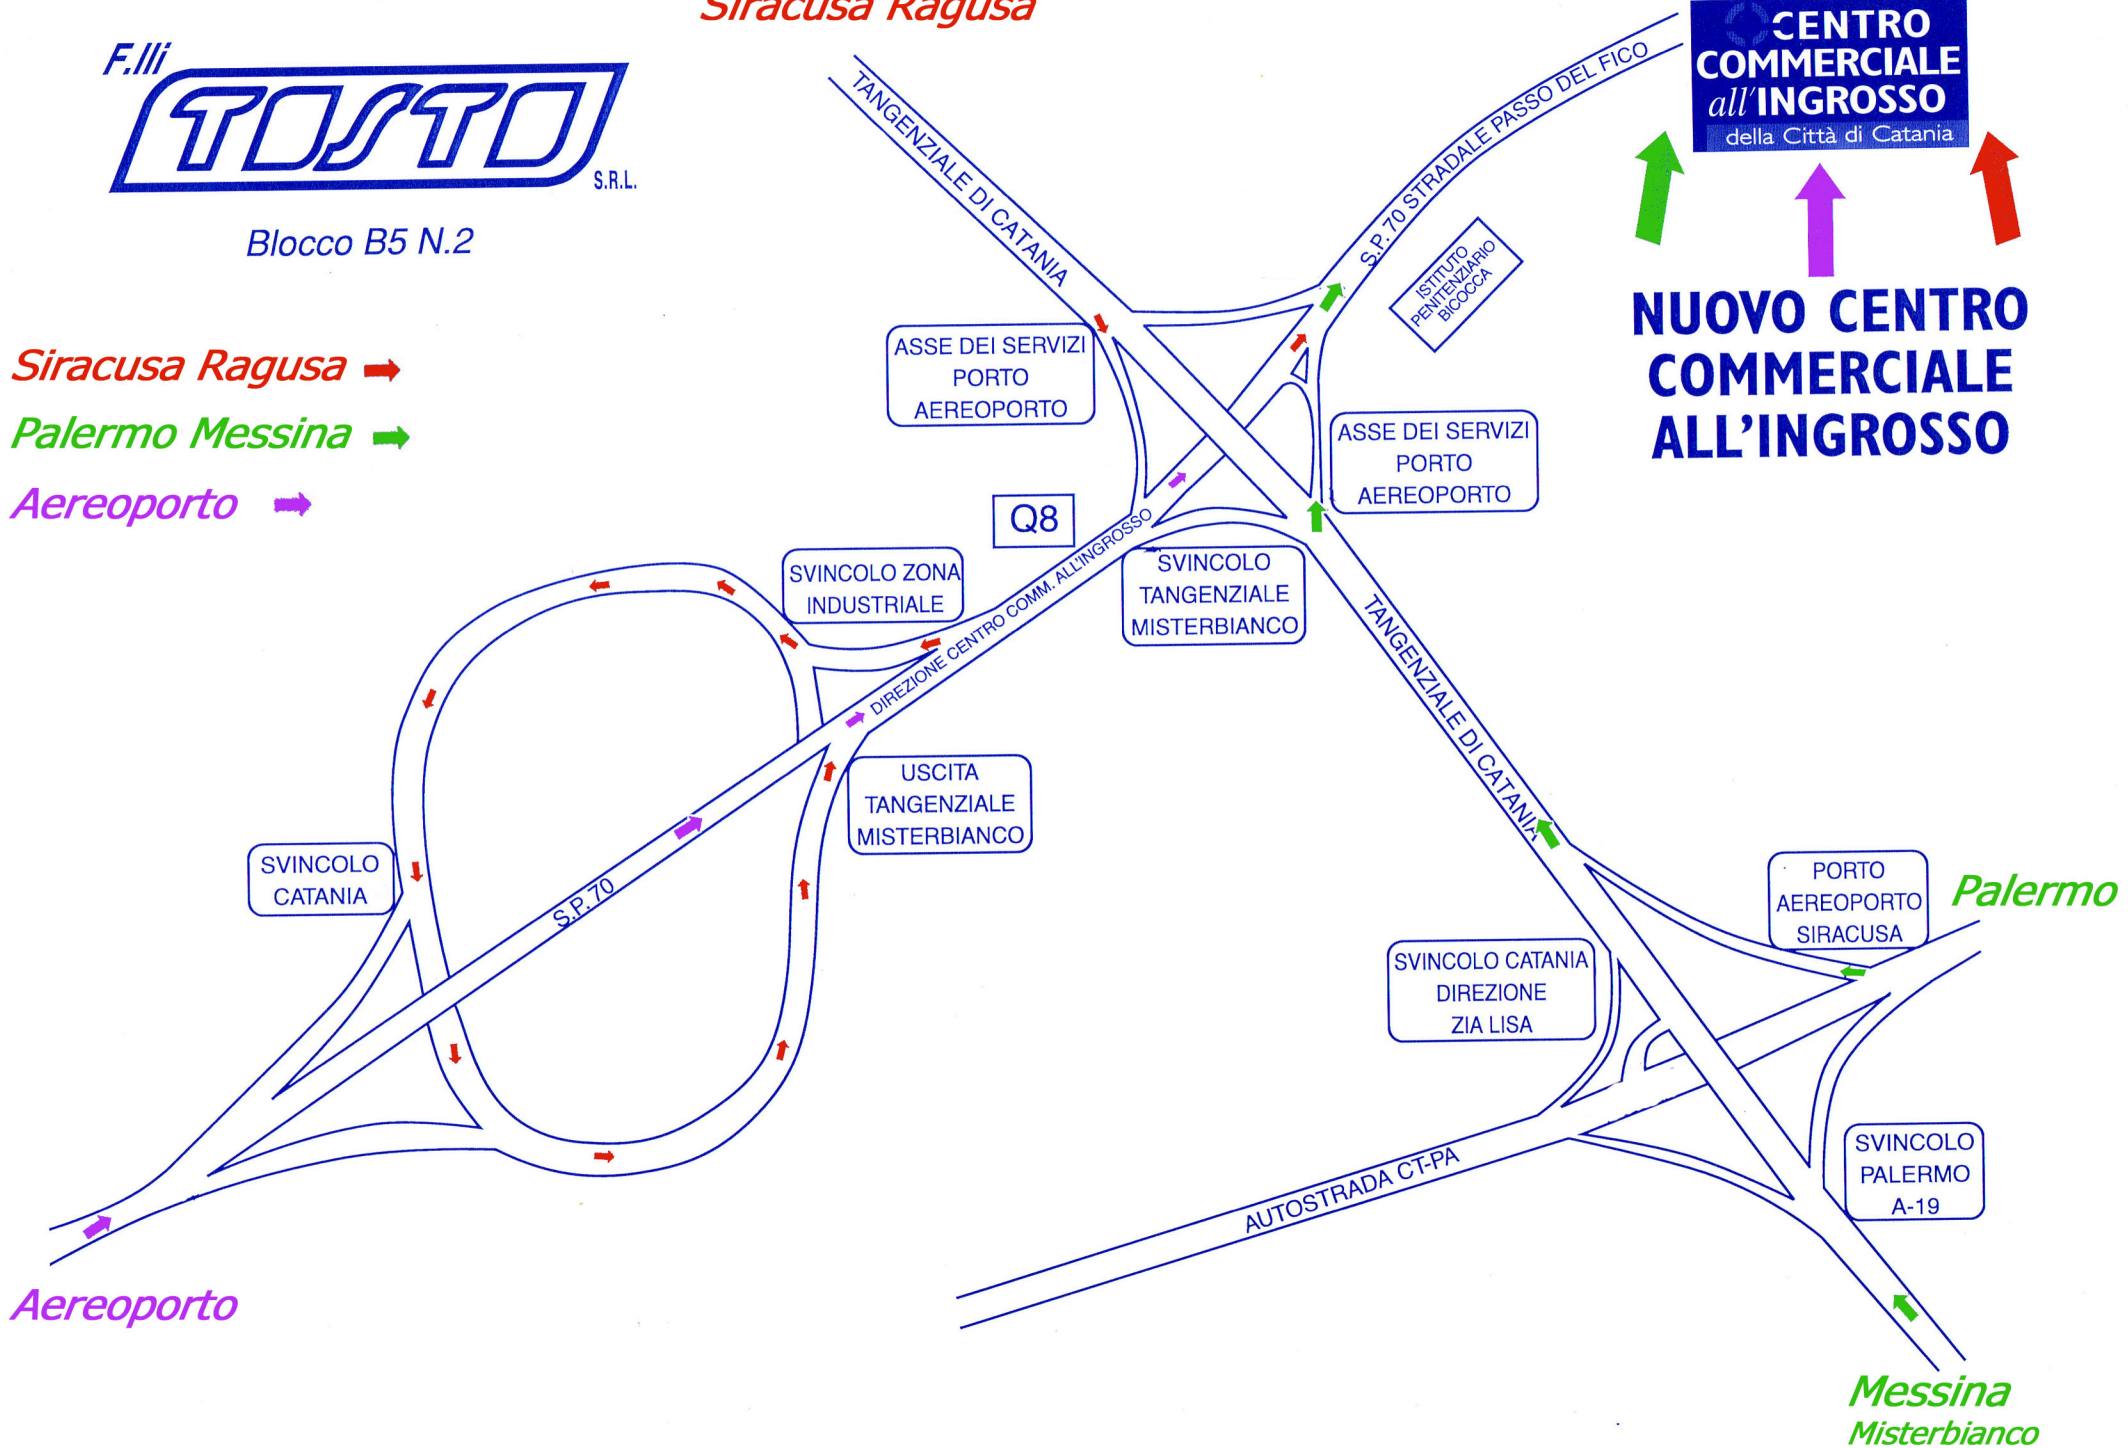 Siracusa Ragusa
F.lli
TOSTO
S.R.L.
Blocco B5 N.2
CENTRO
COMMERCIALE
all'INGROSSO
della Città di Catania
NUOVO CENTRO
COMMERCIALE
ALL'INGROSSO
Siracusa Ragusa
Palermo Messina
Aereoporto
TANGENZIALE DI CATANIA
S.P. 70 STRADALE PASSO DEL FICO
ISTITUTO
PENITENZIARIO
BICOCCA
ASSE DEI SERVIZI
PORTO
AEREOPORTO
ASSE DEI SERVIZI
PORTO
AEREOPORTO
Q8
SVINCOLO ZONA
INDUSTRIALE
SVINCOLO
TANGENZIALE
MISTERBIANCO
DIREZIONE CENTRO COMM. ALL'INGROSSO
TANGENZIALE DI CATANIA
USCITA
TANGENZIALE
MISTERBIANCO
SVINCOLO
CATANIA
S.P. 70
PORTO
AEREOPORTO
SIRACUSA
Palermo
SVINCOLO CATANIA
DIREZIONE
ZIA LISA
AUTOSTRADA CT-PA
SVINCOLO
PALERMO
A-19
Aereoporto
Messina
Misterbianco